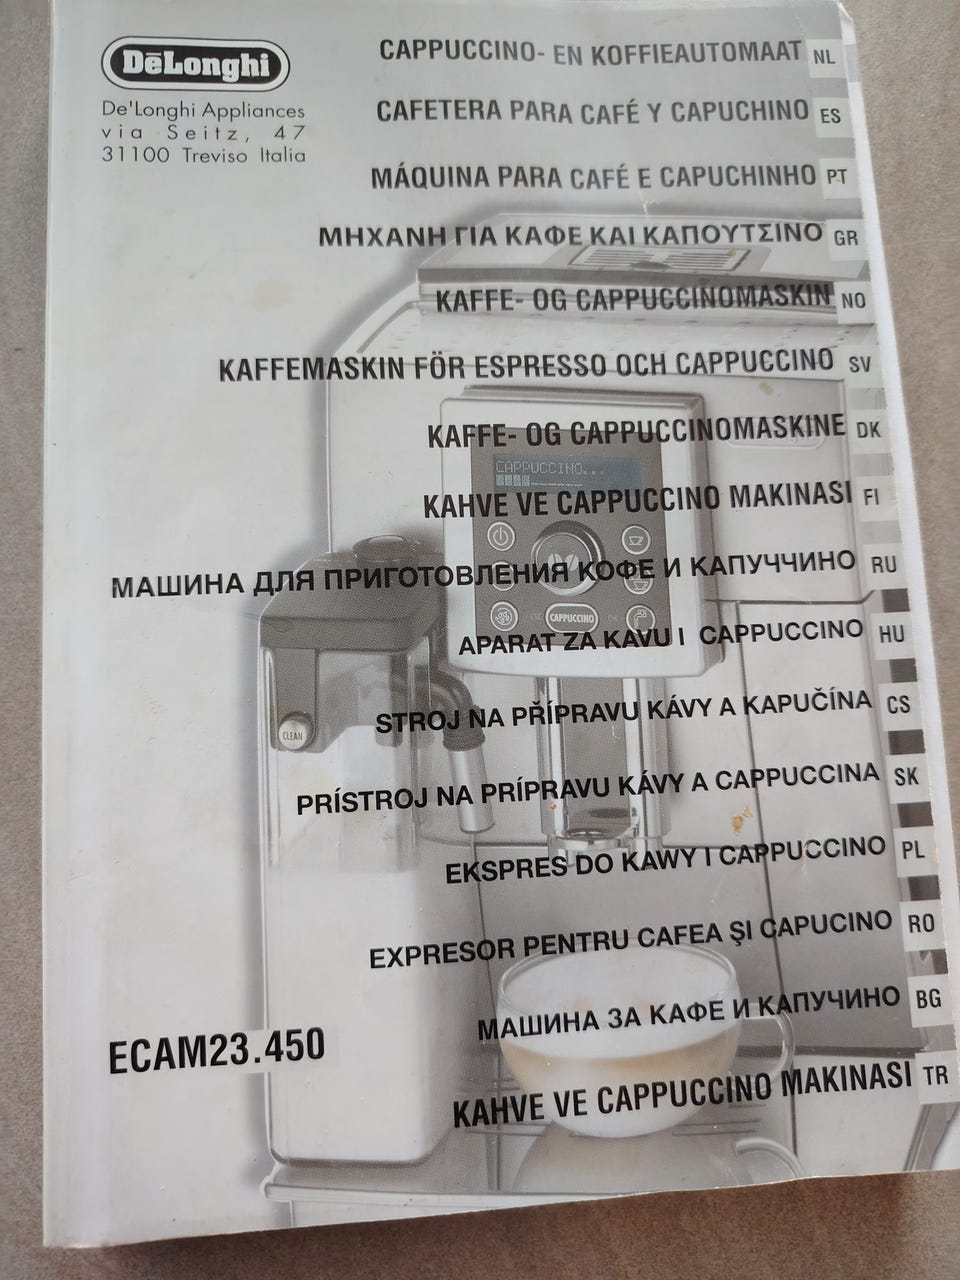 DeLonghi
De'Longhi Appliances
via Seitz, 47
31100 Treviso Italia
CAPPUCCINO- EN KOFFIEAUTOMAAT NL
CAFETERA PARA CAFÉ Y CAPUCHINO ES
MÁQUINA PARA CAFÉ E CAPUCHINHO PT
ΜΗΧΑΝΗ ΓΙΑ ΚΑΦΕ ΚΑΙ ΚΑΠΟΥΤΣΙΝΟ GR
KAFFE- OG CAPPUCCINOMASKIN NO
KAFFEMASKIN FÖR ESPRESSO OCH CAPPUCCINO SV
KAFFE- OG CAPPUCCINOMASKINE DK
CAPPUCCINO...
KAHVE VE CAPPUCCINO MAKINASI FI
МАШИНА ДЛЯ ПРИГОТОВЛЕНИЯ КОФЕ И КАПУЧЧИНО RU
ESC CAPPUCCINO OK
APARAT ZA KAVU I CAPPUCCINO HU
STROJ NA PŘÍPRAVU KÁVY A KAPUČÍNA CS
CLEAN
PRÍSTROJ NA PRÍPRAVU KÁVY A CAPPUCCINA SK
EKSPRES DO KAWY I CAPPUCCINO PL
EXPRESOR PENTRU CAFEA ŞI CAPUCINO RO
МАШИНА ЗА КАФЕ И КАПУЧИНО BG
ECAM23.450
KAHVE VE CAPPUCCINO MAKINASI TR